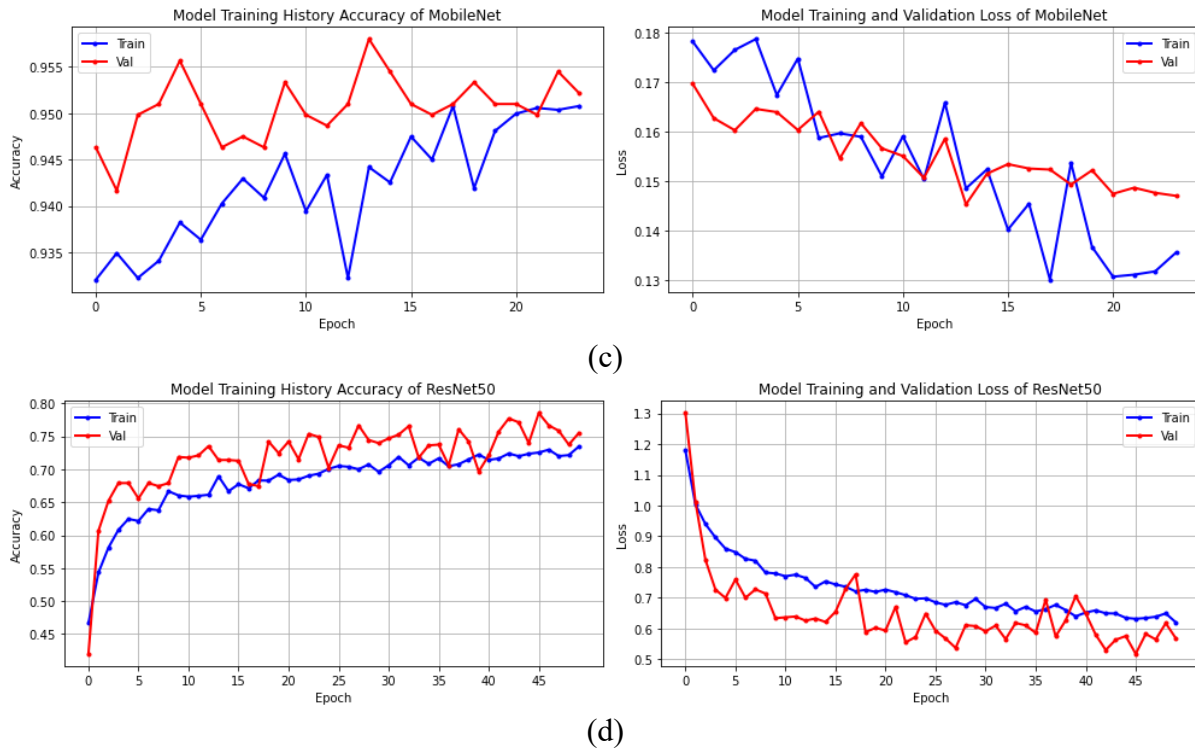 Model Training History Accuracy of MobileNet
Train
Val
Accuracy
0.955
0.950
0.945
0.940
0.935
0 5 10 15 20
Epoch
Model Training and Validation Loss of MobileNet
Train
Val
Loss
0.18
0.17
0.16
0.15
0.14
0.13
0 5 10 15 20
Epoch
(c)
Model Training History Accuracy of ResNet50
Train
Val
Accuracy
0.80
0.75
0.70
0.65
0.60
0.55
0.50
0.45
0 5 10 15 20 25 30 35 40 45
Epoch
Model Training and Validation Loss of ResNet50
Train
Val
Loss
1.3
1.2
1.1
1.0
0.9
0.8
0.7
0.6
0.5
0 5 10 15 20 25 30 35 40 45
Epoch
(d)